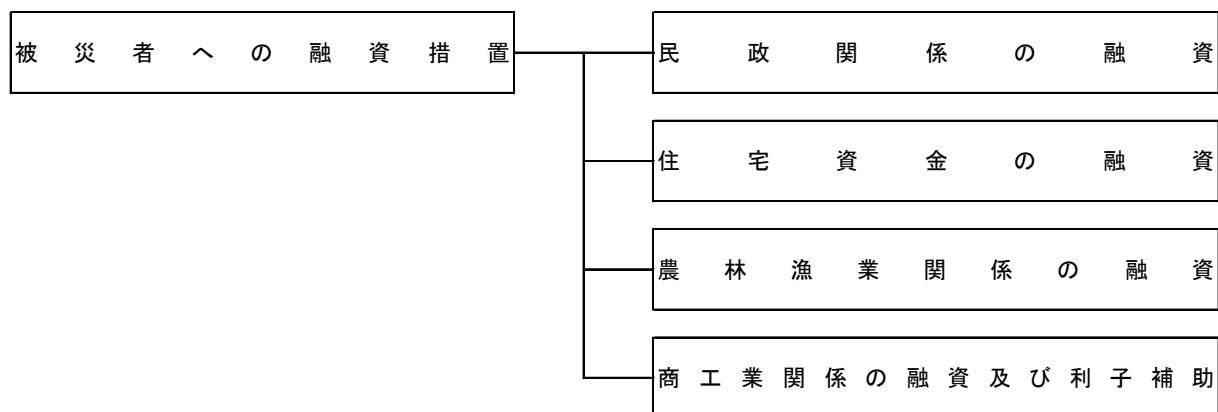 被災者への融資措置
民政関係の融資
住宅資金の融資
農林漁業関係の融資
商工業関係の融資及び利子補助